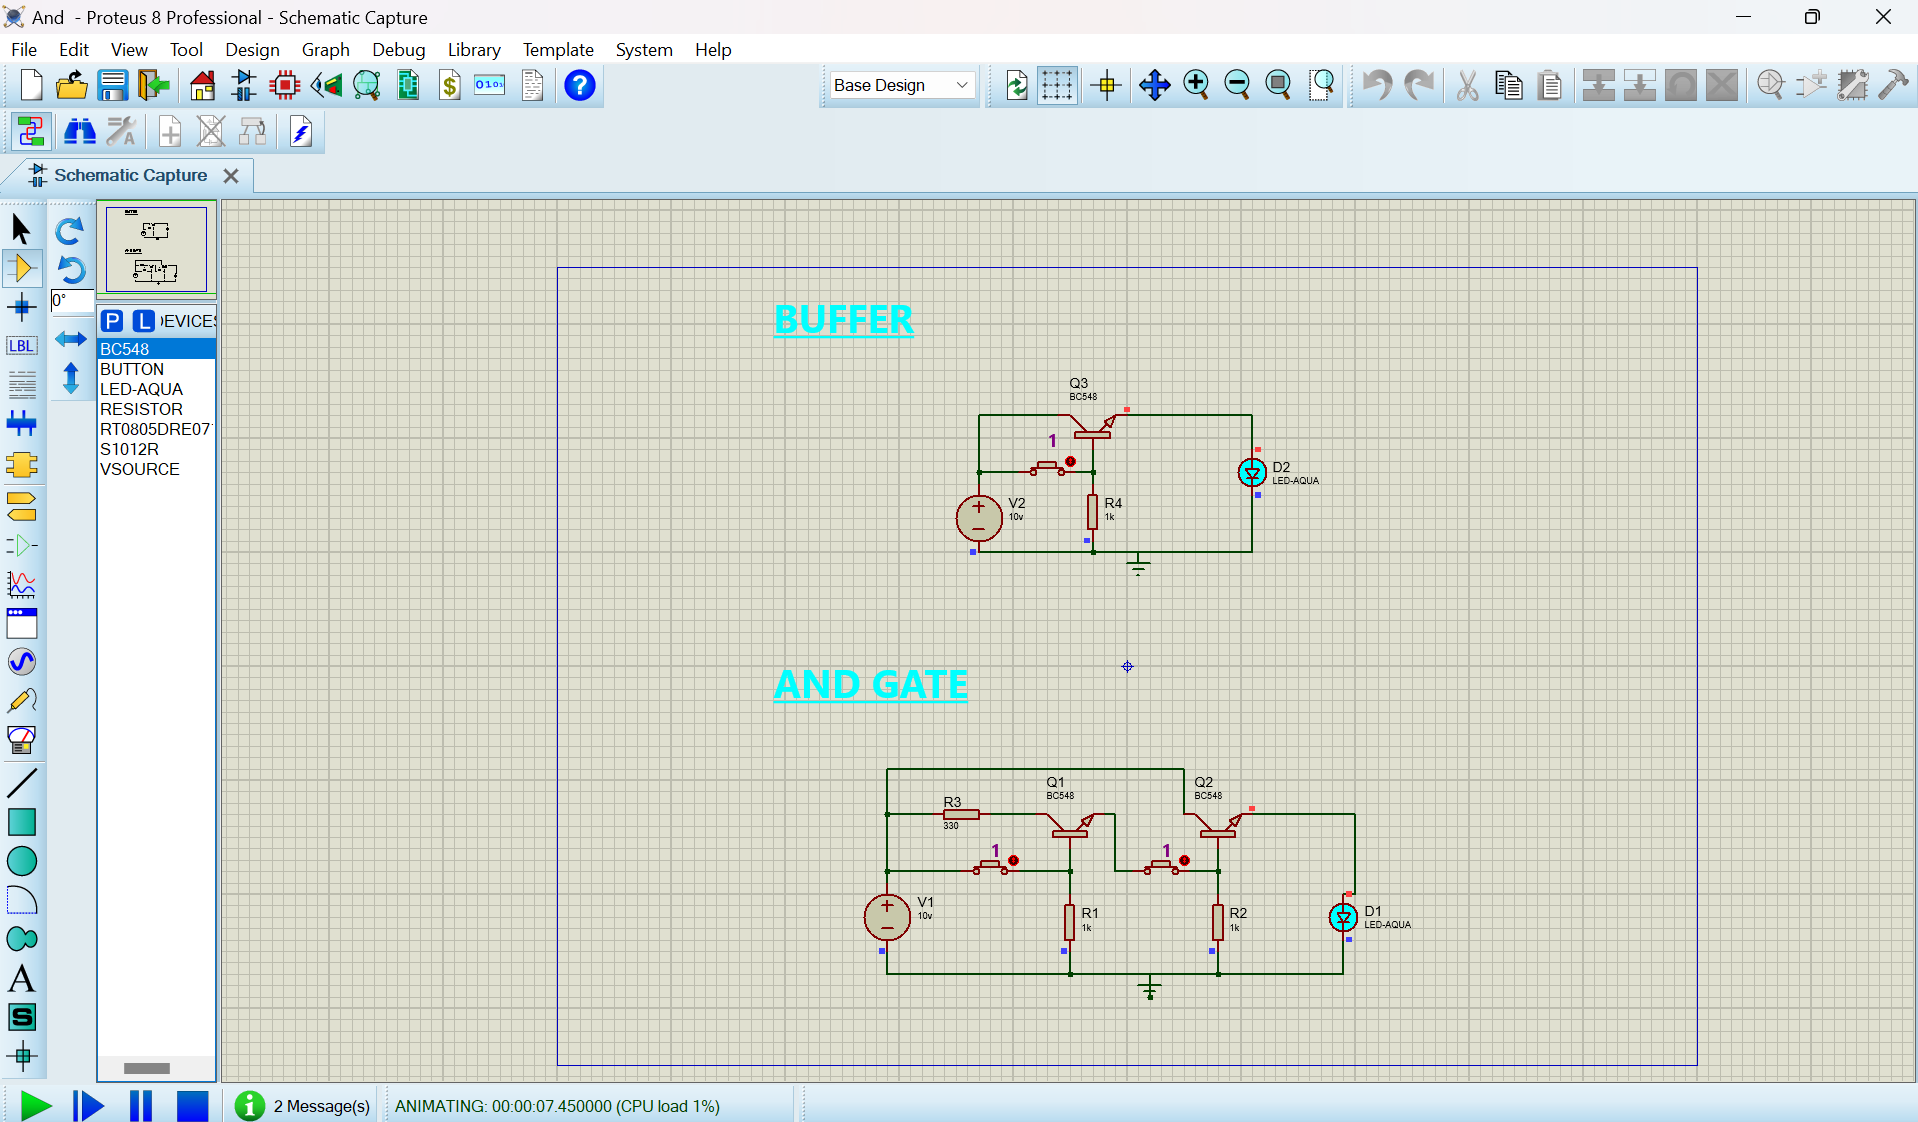 And - Proteus 8 Professional - Schematic Capture
File Edit View Tool Design Graph Debug Library Template System Help
Base Design
Schematic Capture
0°
P L DEVICES
LBL
BC548
BUTTON
LED-AQUA
RESISTOR
RT0805DRE07
S1012R
VSOURCE
A
S
BUFFER
Q3
BC548
1
V2
10v
R4
1k
D2
LED-AQUA
AND GATE
Q1
BC548
Q2
BC548
R3
330
1
1
V1
10v
R1
1k
R2
1k
D1
LED-AQUA
2 Message(s)
ANIMATING: 00:00:07.450000 (CPU load 1%)